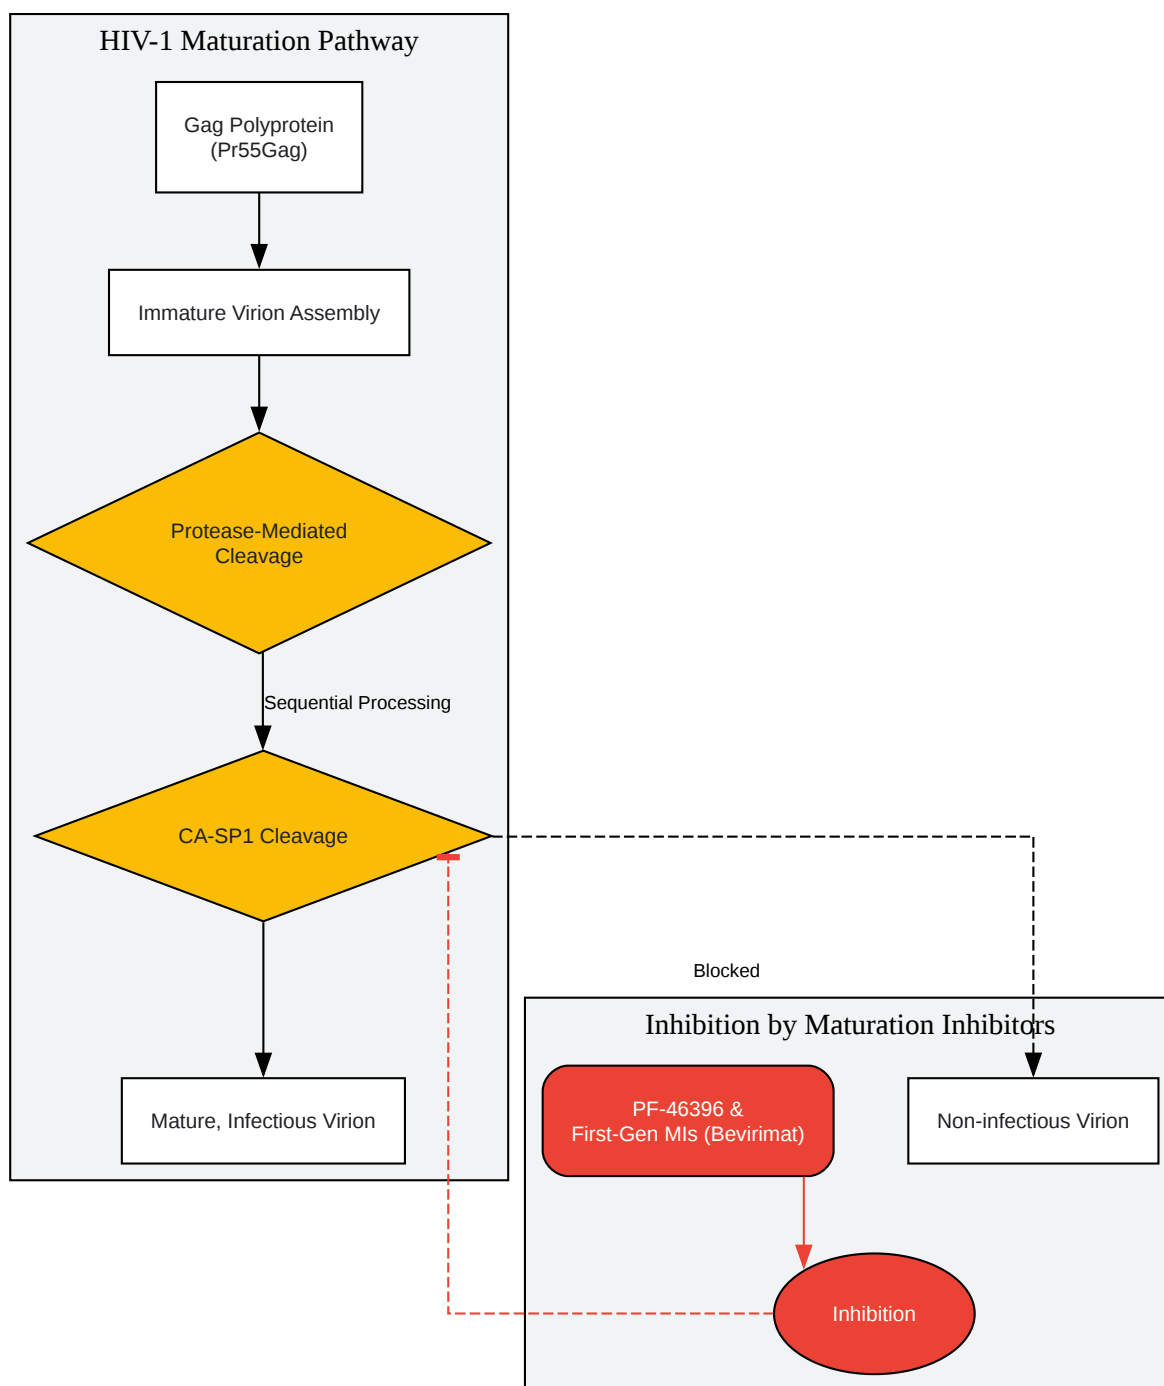 HIV-1 Maturation Pathway
Gag Polyprotein
(Pr55Gag)
Immature Virion Assembly
Protease-Mediated
Cleavage
Sequential Processing
CA-SP1 Cleavage
Mature, Infectious Virion
Blocked
Inhibition by Maturation Inhibitors
PF-46396 &
First-Gen MIs (Bevirimat)
Non-infectious Virion
Inhibition